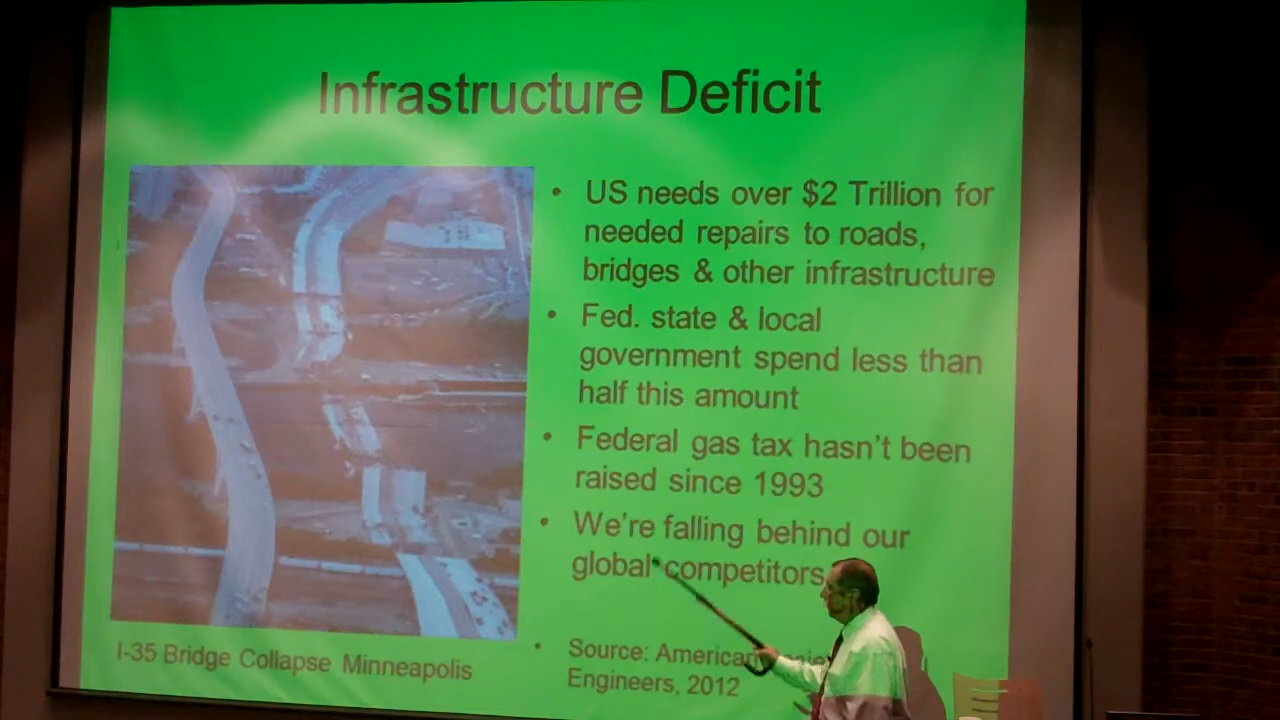 Infrastructure Deficit
• US needs over $2 Trillion for
needed repairs to roads,
bridges & other infrastructure
• Fed. state & local
government spend less than
half this amount
• Federal gas tax hasn't been
raised since 1993
• We're falling behind our
global competitors
I-35 Bridge Collapse Minneapolis
• Source: American
Engineers, 2012